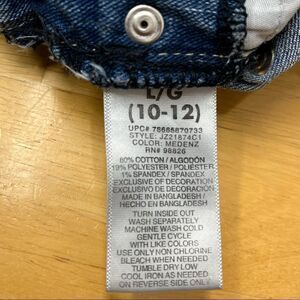 L/G
(10-12)
UPC# 78665870733
STYLE: JZ21874C1
COLOR: MEDENZ
RN# 98826
80% COTTON / ALGODÓN
19% POLYESTER / POLIÉSTER
1% SPANDEX / SPANDEX
EXCLUSIVE OF DECORATION
EXCLUSIVO DE DECORACIÓN
MADE IN BANGLADESH /
HECHO EN BANGLADESH
TURN INSIDE OUT
WASH SEPARATELY
MACHINE WASH COLD
GENTLE CYCLE
WITH LIKE COLORS
USE ONLY NON CHLORINE
BLEACH WHEN NEEDED
TUMBLE DRY LOW
COOL IRON AS NEEDED
ON REVERSE SIDE ONLY